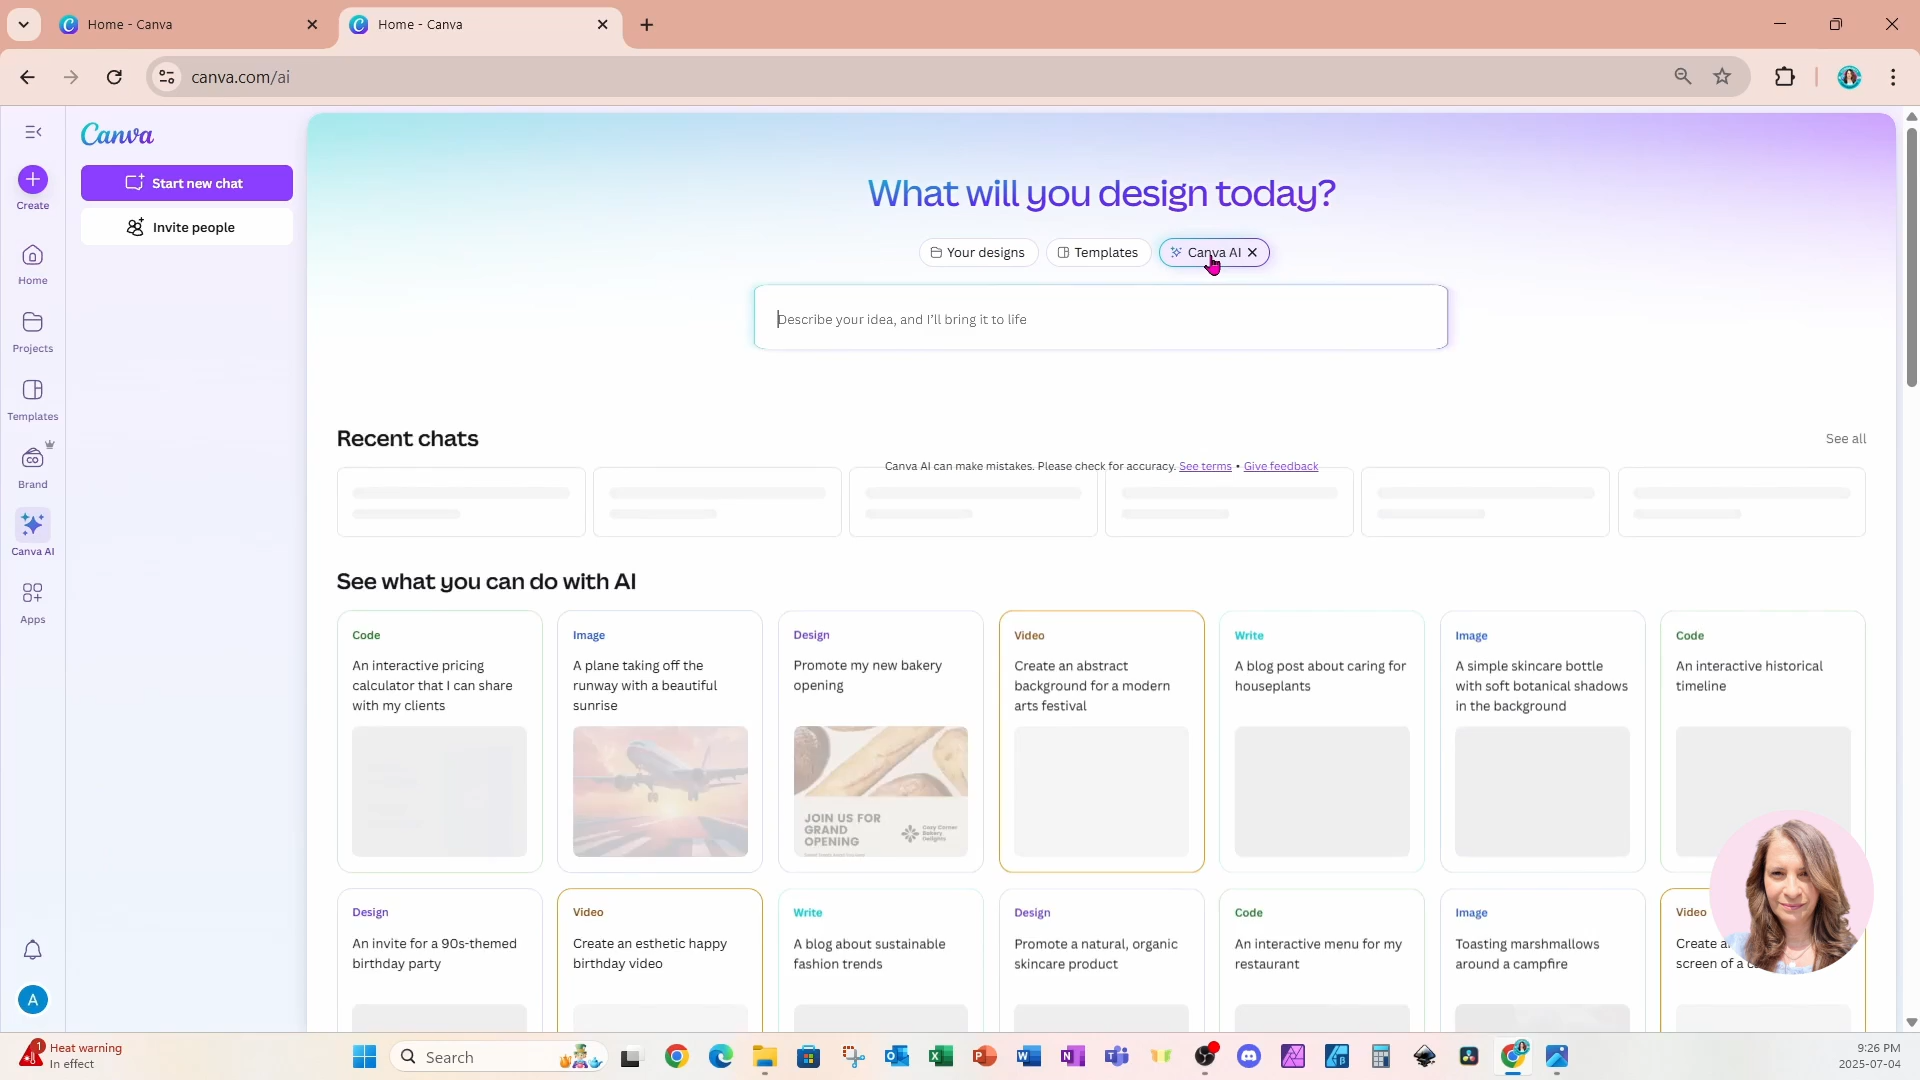 Home - Canva
Home - Canva
canva.com/ai
Canva
Start new chat
Invite people
Create
Home
Projects
Templates
Brand
Canva AI
Apps
A
What will you design today?
Your designs
Templates
Canva AI
Describe your idea, and I'll bring it to life
Recent chats
See all
Canva AI can make mistakes. Please check for accuracy. See terms • Give feedback
See what you can do with AI
Code
An interactive pricing
calculator that I can share
with my clients
Image
A plane taking off the
runway with a beautiful
sunrise
Design
Promote my new bakery
opening
JOIN US FOR
GRAND
OPENING
Cozy Corner
Bakery
Delights
Video
Create an abstract
background for a modern
arts festival
Write
A blog post about caring for
houseplants
Image
A simple skincare bottle
with soft botanical shadows
in the background
Code
An interactive historical
timeline
Design
An invite for a 90s-themed
birthday party
Video
Create an esthetic happy
birthday video
Write
A blog about sustainable
fashion trends
Design
Promote a natural, organic
skincare product
Code
An interactive menu for my
restaurant
Image
Toasting marshmallows
around a campfire
Video
Create a
screen of a c
1
Heat warning
In effect
Search
9:26 PM
2025-07-04